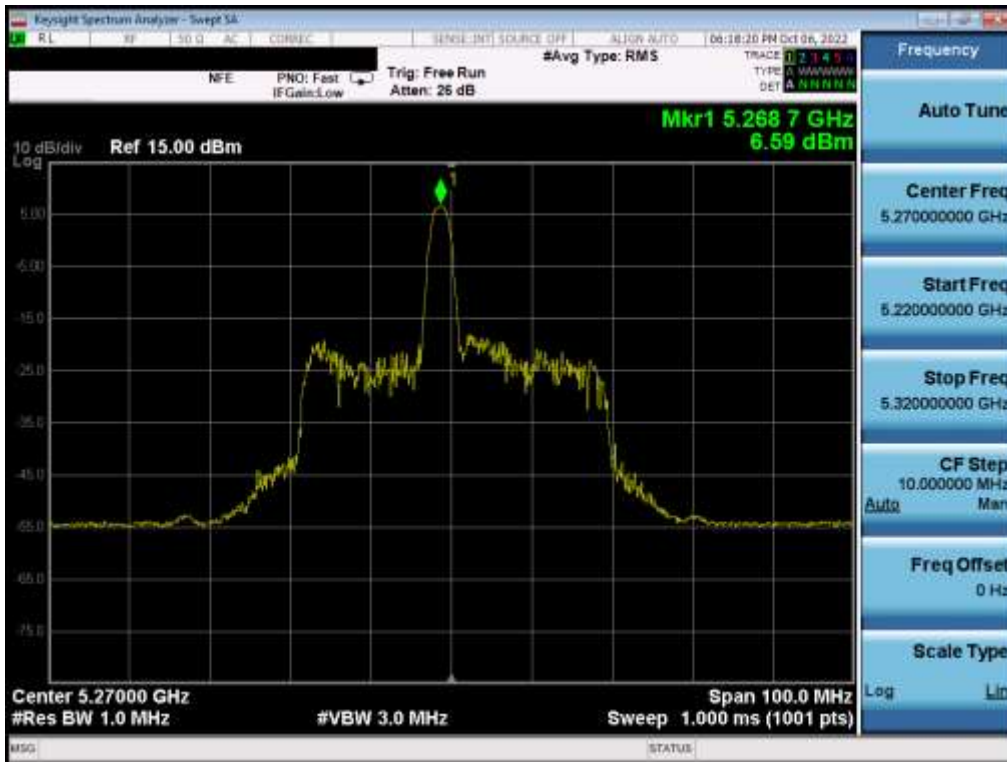 Keysight Spectrum Analyzer - Swept SA
RL RF 50 Ω AC CORREC SENSE:INT SOURCE OFF ALIGN AUTO 06:18:20 PM Oct 06, 2022
#Avg Type: RMS
TRACE 1 2 3 4 5 6
TYPE A WWWWW
DET A N N N N N
NFE
PNO: Fast
IFGain:Low
Trig: Free Run
Atten: 26 dB
Mkr1 5.268 7 GHz
6.59 dBm
10 dB/div
Log
Ref 15.00 dBm
5.00
-5.00
-15.0
-25.0
-35.0
-45.0
-55.0
-65.0
-75.0
Center 5.27000 GHz
Span 100.0 MHz
#Res BW 1.0 MHz
#VBW 3.0 MHz
Sweep 1.000 ms (1001 pts)
MSG
STATUS
Frequency
Auto Tune
Center Freq
5.270000000 GHz
Start Freq
5.220000000 GHz
Stop Freq
5.320000000 GHz
CF Step
10.000000 MHz
Auto Man
Freq Offset
0 Hz
Scale Type
Log Lin